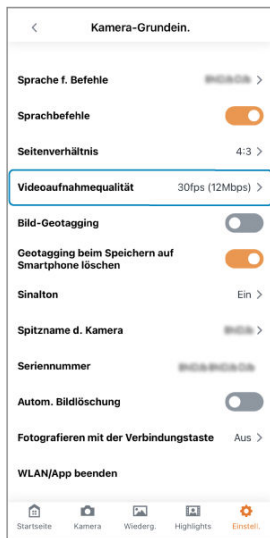 Kamera-Grundein.
Sprache f. Befehle
Sprachbefehle
Seitenverhältnis 4:3
Videoaufnahmequalität 30fps (12Mbps)
Bild-Geotagging
Geotagging beim Speichern auf
Smartphone löschen
Sinalton Ein
Spitzname d. Kamera
Seriennummer
Autom. Bildlöschung
Fotografieren mit der Verbindungstaste Aus
WLAN/App beenden
Startseite Kamera Wiederg. Highlights Einstell.